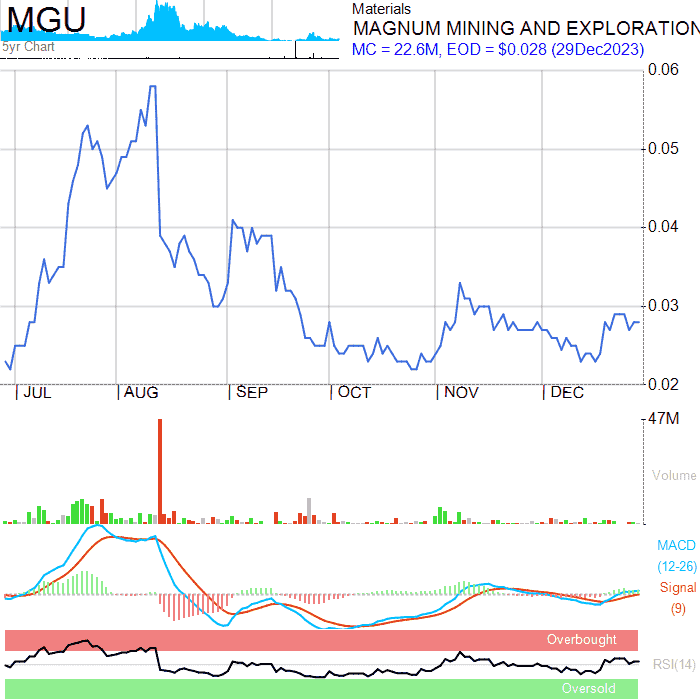 MGU
5yr Chart
Materials
MAGNUM MINING AND EXPLORATION
MC = 22.6M, EOD = $0.028 (29Dec2023)
0.06
0.05
0.04
0.03
0.02
JUL AUG SEP OCT NOV DEC
47M
Volume
MACD
(12-26)
Signal
(9)
Overbought
RSI(14)
Oversold